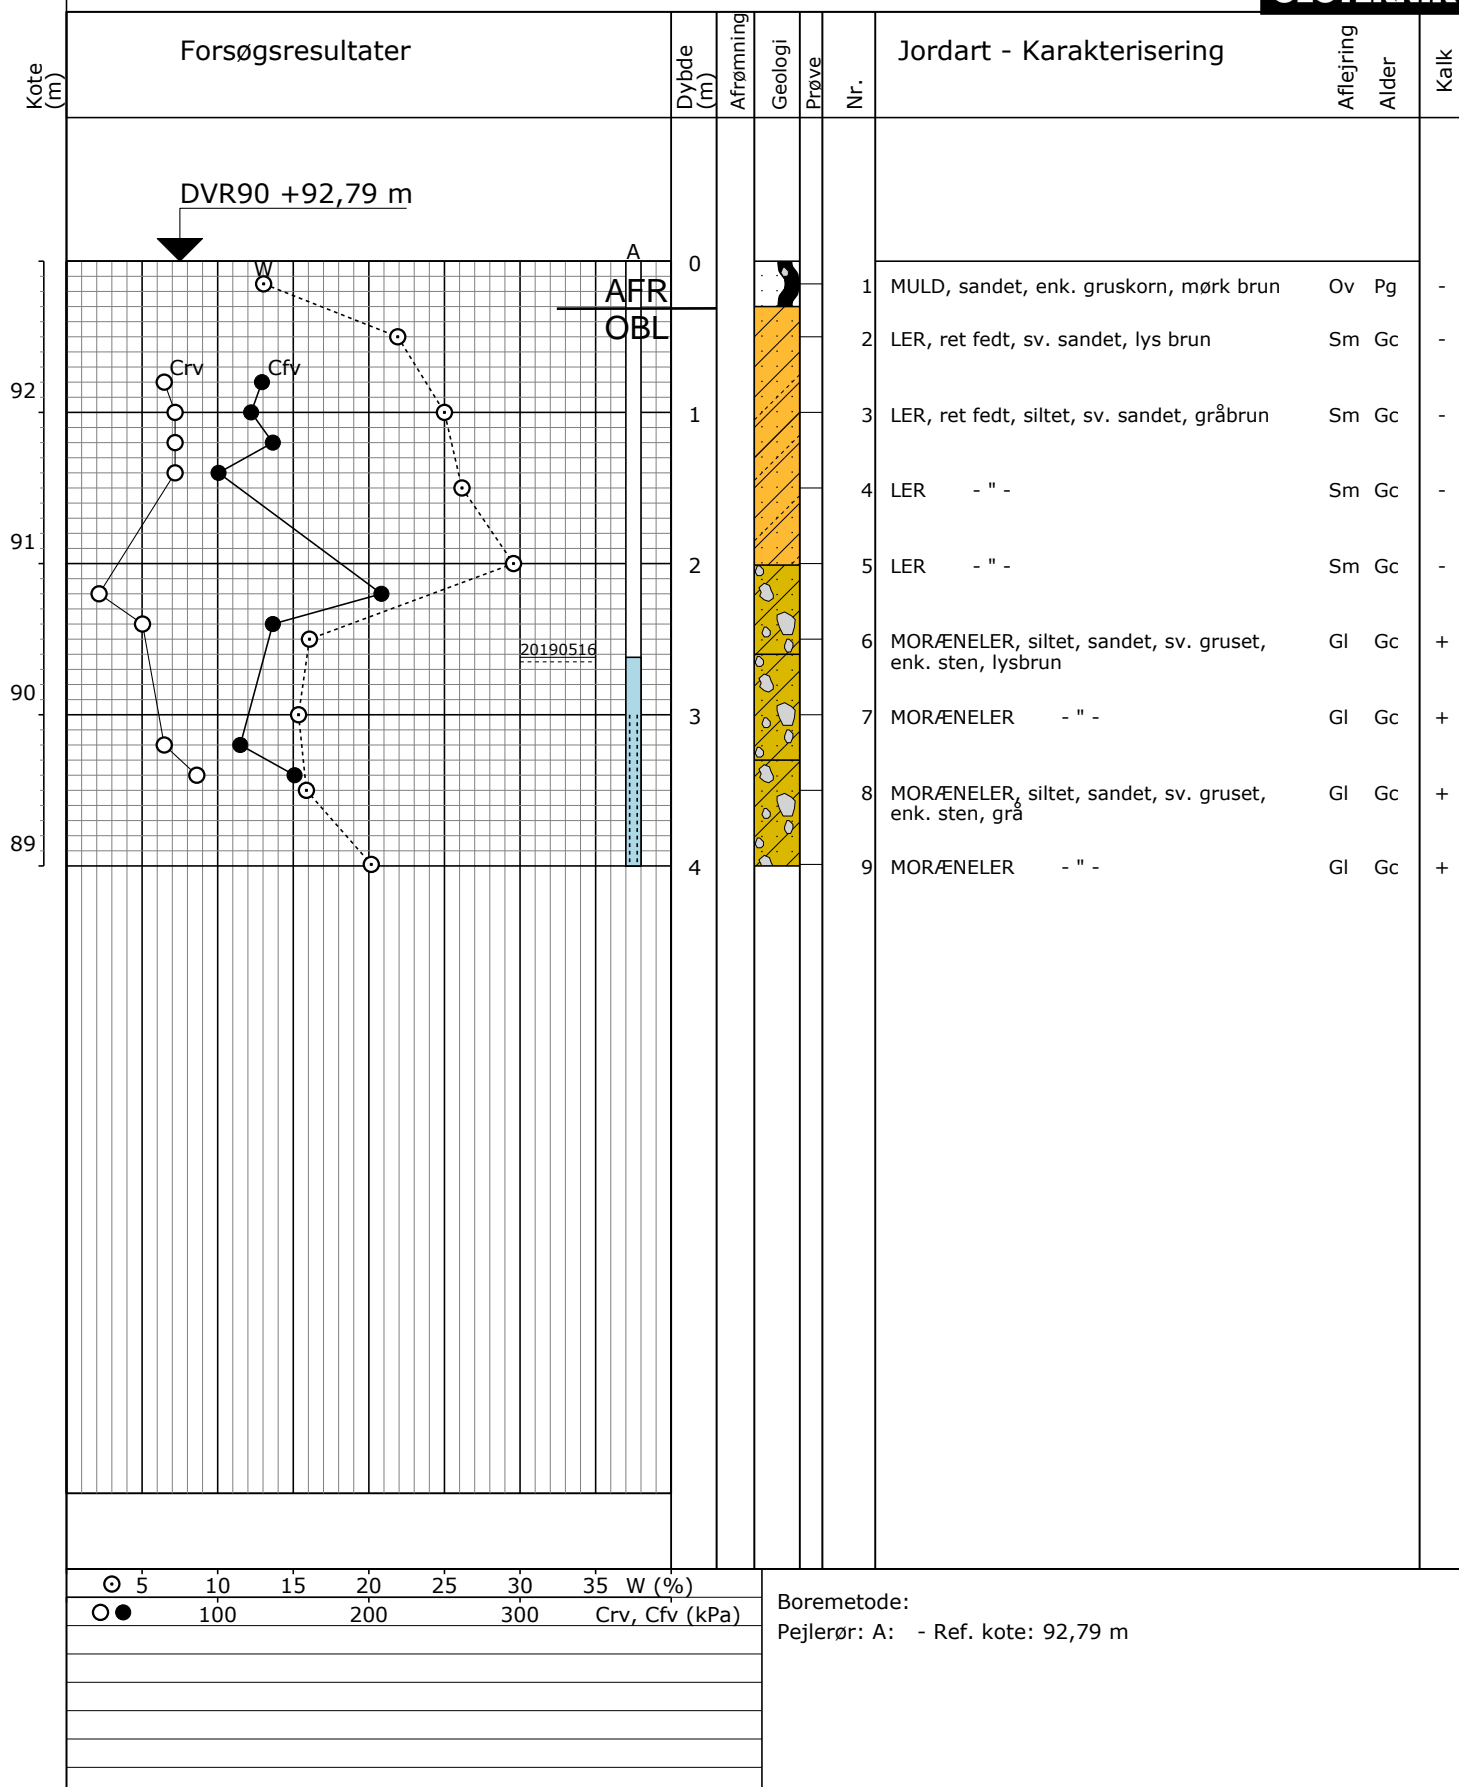 Kote (m)
Forsøgsresultater
Dybde (m)
Afrømning
Geologi
Prøve
Nr.
Jordart - Karakterisering
Aflejring
Alder
Kalk
DVR90 +92,79 m
A
W
0
AFR
1 MULD, sandet, enk. gruskorn, mørk brun Ov Pg -
OBL
2 LER, ret fedt, sv. sandet, lys brun Sm Gc -
Crv Cfv
92
1
3 LER, ret fedt, siltet, sv. sandet, gråbrun Sm Gc -
4 LER - " - Sm Gc -
91
2
5 LER - " - Sm Gc -
20190516
6 MORÆNELER, siltet, sandet, sv. gruset, Gl Gc +
enk. sten, lysbrun
90
3
7 MORÆNELER - " - Gl Gc +
8 MORÆNELER, siltet, sandet, sv. gruset, Gl Gc +
enk. sten, grå
89
4
9 MORÆNELER - " - Gl Gc +
5 10 15 20 25 30 35 W (%)
100 200 300 Crv, Cfv (kPa)
Boremetode:
Pejlerør: A: - Ref. kote: 92,79 m